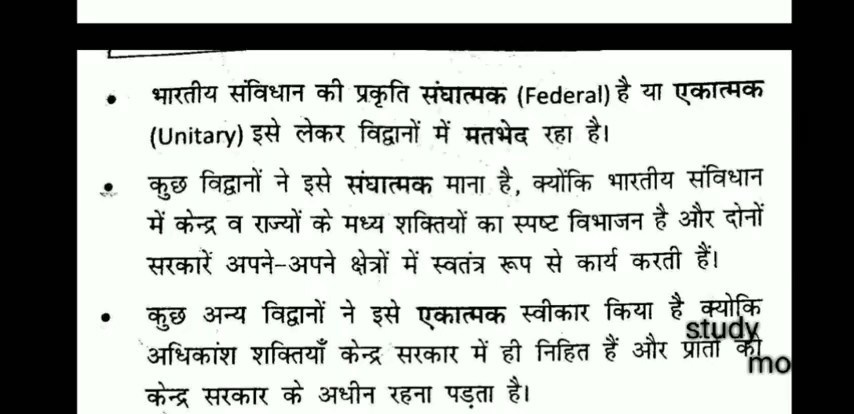 • भारतीय संविधान की प्रकृति संघात्मक (Federal) है या एकात्मक
(Unitary) इसे लेकर विद्वानों में मतभेद रहा है।
• कुछ विद्वानों ने इसे संघात्मक माना है, क्योंकि भारतीय संविधान
में केन्द्र व राज्यों के मध्य शक्तियों का स्पष्ट विभाजन है और दोनों
सरकारें अपने-अपने क्षेत्रों में स्वतंत्र रूप से कार्य करती हैं।
• कुछ अन्य विद्वानों ने इसे एकात्मक स्वीकार किया है क्योकि
study
अधिकांश शक्तियाँ केन्द्र सरकार में ही निहित हैं और प्रातों की
mo
केन्द्र सरकार के अधीन रहना पड़ता है।